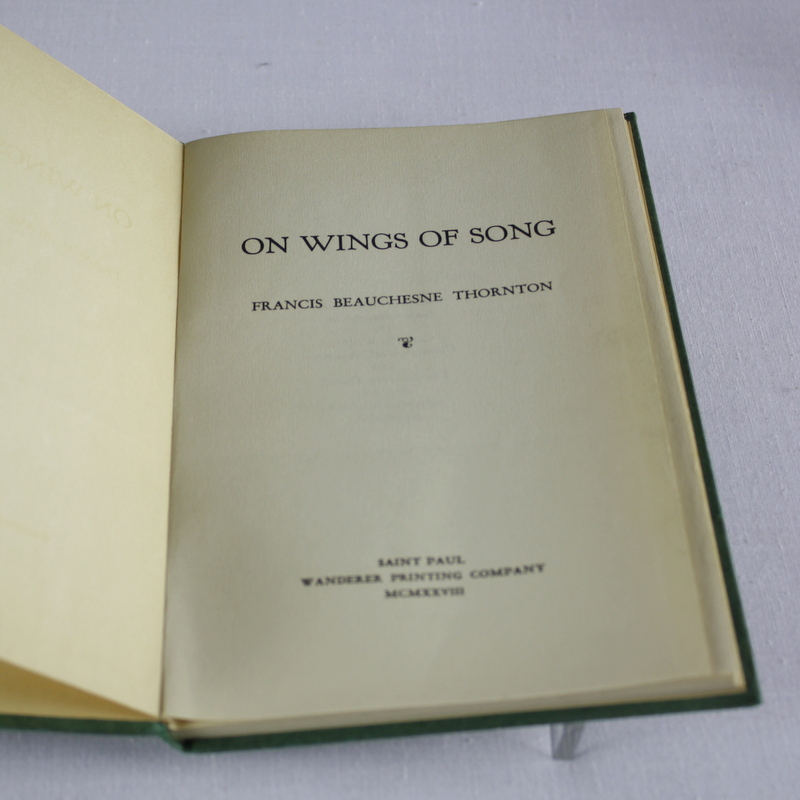 ON WINGS OF SONG
FRANCIS BEAUCHESNE THORNTON
SAINT PAUL
WANDERER PRINTING COMPANY
MCMXXVIII